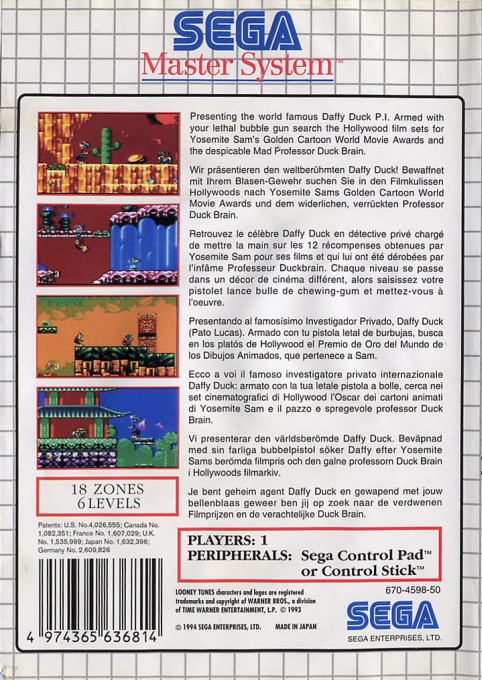 SEGA
Master System™
Presenting the world famous Daffy Duck P.I. Armed with
your lethal bubble gun search the Hollywood film sets for
Yosemite Sam's Golden Cartoon World Movie Awards and
the despicable Mad Professor Duck Brain.
Wir präsentieren den weltberühmten Daffy Duck! Bewaffnet
mit Ihrem Blasen-Gewehr suchen Sie in den Filmkulissen
Hollywoods nach Yosemite Sams Golden Cartoon World
Movie Awards und dem widerlichen, verrückten Professor
Duck Brain.
Retrouvez le célèbre Daffy Duck en détective privé chargé
de mettre la main sur les 12 récompenses obtenues par
Yosemite Sam pour ses films et qui lui ont été dérobées par
l'infâme Professeur Duckbrain. Chaque niveau se passe
dans un décor de cinéma différent, alors saisissez votre
pistolet lance bulle de chewing-gum et mettez-vous à
l'oeuvre.
Presentando al famosísimo Investigador Privado, Daffy Duck
(Pato Lucas). Armado con tu pistola letal de burbujas, busca
en los platós de Hollywood el Premio de Oro del Mundo de
los Dibujos Animados, que pertenece a Sam.
Ecco a voi il famoso investigatore privato internazionale
Daffy Duck: armato con la tua letale pistola a bolle, cerca nei
set cinematografici di Hollywood l'Oscar dei cartoni animati
di Yosemite Sam e il pazzo e spregevole professor Duck
Brain.
Vi presenterar den världsberömde Daffy Duck. Beväpnad
med sin farliga bubbelpistol söker Daffy efter Yosemite
Sams berömda filmpris och den galne professorn Duck Brain
i Hollywoods filmarkiv.
Je bent geheim agent Daffy Duck en gewapend met jouw
bellenblaas geweer ben jij op zoek naar de verdwenen
Filmprijzen en de verachtelijke Duck Brain.
18 ZONES
6 LEVELS
Patents: U.S. No.4,026,555; Canada No.
1,082,351; France No. 1,607,029; U.K.
No. 1,535,999; Japan No. 1,632,396;
Germany No. 2,609,826
PLAYERS: 1
PERIPHERALS: Sega Control Pad™
or Control Stick™
670-4598-50
4 974365 636814
LOONEY TUNES characters and logos are registered
trademarks and copyright of WARNER BROS., a division
of TIME WARNER ENTERTAINMENT, L.P. © 1993
© 1994 SEGA ENTERPRISES, LTD. MADE IN JAPAN
SEGA
SEGA ENTERPRISES, LTD.